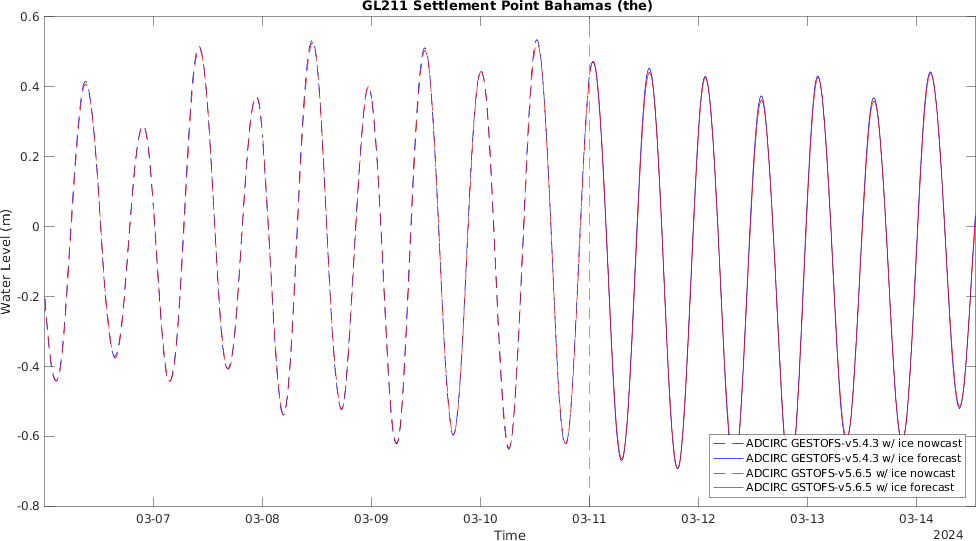 GL211 Settlement Point Bahamas (the)
0.6
0.4
0.2
0
-0.2
-0.4
-0.6
-0.8
Water Level (m)
03-07 03-08 03-09 03-10 03-11 03-12 03-13 03-14
Time
2024
ADCIRC GESTOFS-v5.4.3 w/ ice nowcast
ADCIRC GESTOFS-v5.4.3 w/ ice forecast
ADCIRC GSTOFS-v5.6.5 w/ ice nowcast
ADCIRC GSTOFS-v5.6.5 w/ ice forecast